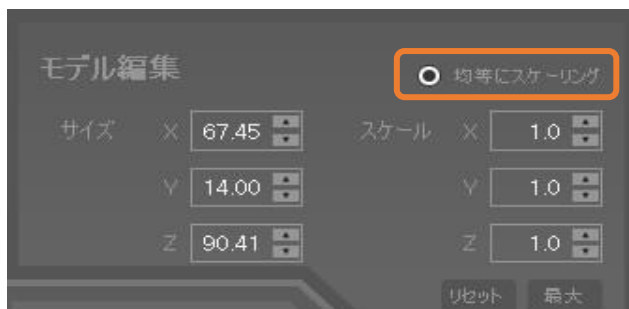 モデル編集 均等にスケーリング
サイズ X 67.45 スケール X 1.0
Y 14.00 Y 1.0
Z 90.41 Z 1.0
リセット 最大